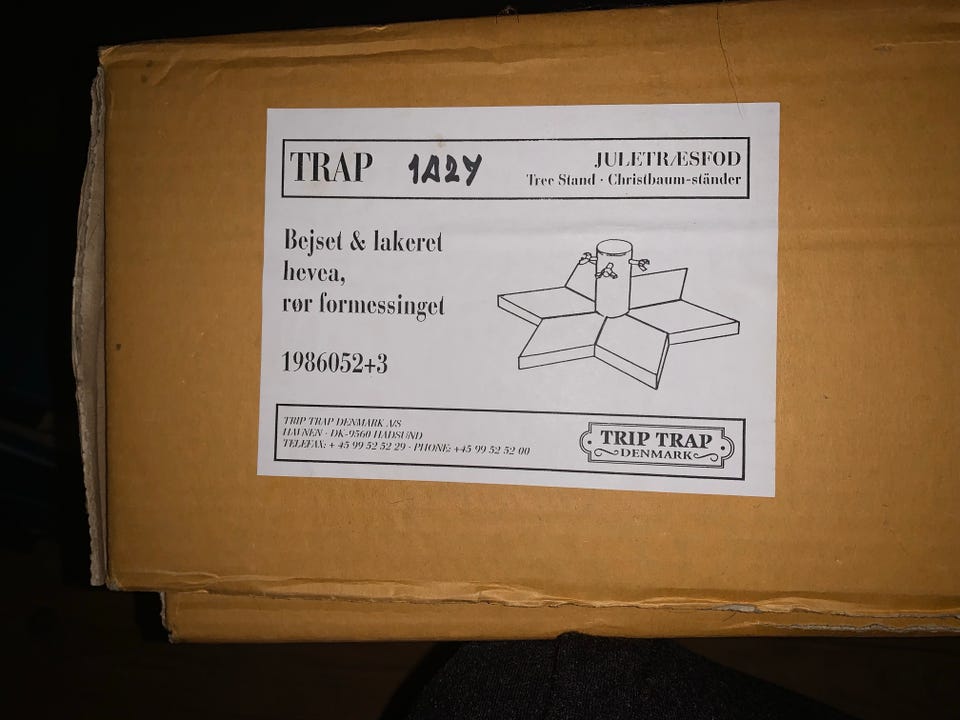 TRAP 1A2Y
JULETRÆSFOD
Tree Stand · Christbaum-ständer
Bejset & lakeret
hevea,
rør formessinget
1986052+3
TRIP TRAP DENMARK A/S
HAVNEN · DK-9560 HADSUND
TELEFAX: + 45 99 52 52 29 · PHONE: +45 99 52 52 00
TRIP TRAP
DENMARK